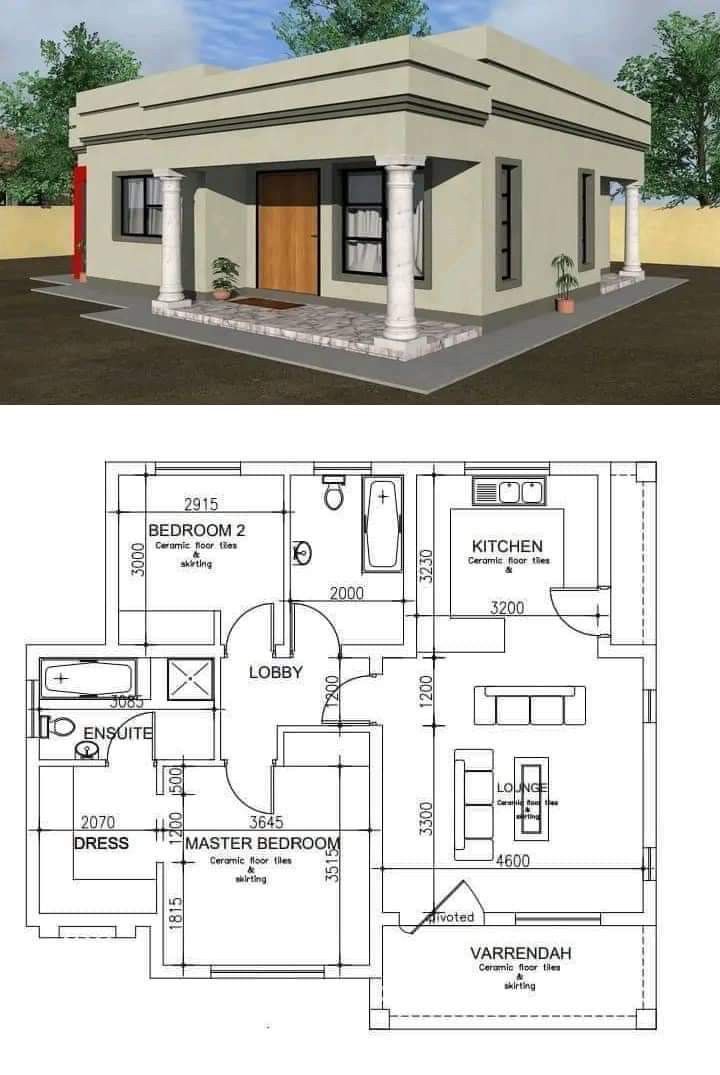 2915
BEDROOM 2
Ceramic floor tiles
&
skirting
3000
2000
3230
KITCHEN
Ceramic floor tiles
&
3200
LOBBY
1200
1200
3085
ENSUITE
500
2070
DRESS
1200
3645
MASTER BEDROOM
Ceramic floor tiles
&
skirting
3515
1815
3300
LOUNGE
Ceramic floor tiles
&
skirting
4600
pivoted
VARRENDAH
Ceramic floor tiles
&
skirting